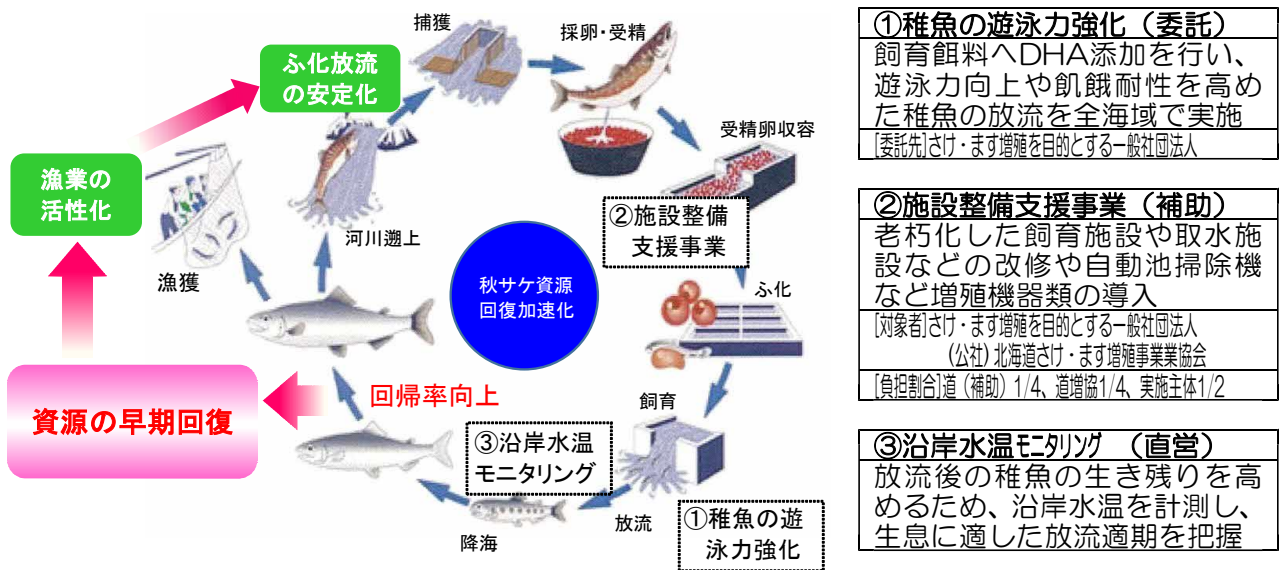 捕獲
採卵・受精
ふ化放流
の安定化
受精卵収容
漁業の
活性化
②施設整備
支援事業
河川遡上
漁獲
秋サケ資源
回復加速化
ふ化
資源の早期回復
回帰率向上
飼育
③沿岸水温
モニタリング
放流
①稚魚の遊
泳力強化
降海
①稚魚の遊泳力強化（委託）
飼育餌料へDHA添加を行い、
遊泳力向上や飢餓耐性を高め
た稚魚の放流を全海域で実施
[委託先]さけ・ます増殖を目的とする一般社団法人
②施設整備支援事業（補助）
老朽化した飼育施設や取水施
設などの改修や自動池掃除機
など増殖機器類の導入
[対象者]さけ・ます増殖を目的とする一般社団法人
（公社）北海道さけ・ます増殖事業業協会
[負担割合]道（補助）1/4、道増協1/4、実施主体1/2
③沿岸水温モニタリング　（直営）
放流後の稚魚の生き残りを高
めるため、沿岸水温を計測し、
生息に適した放流適期を把握